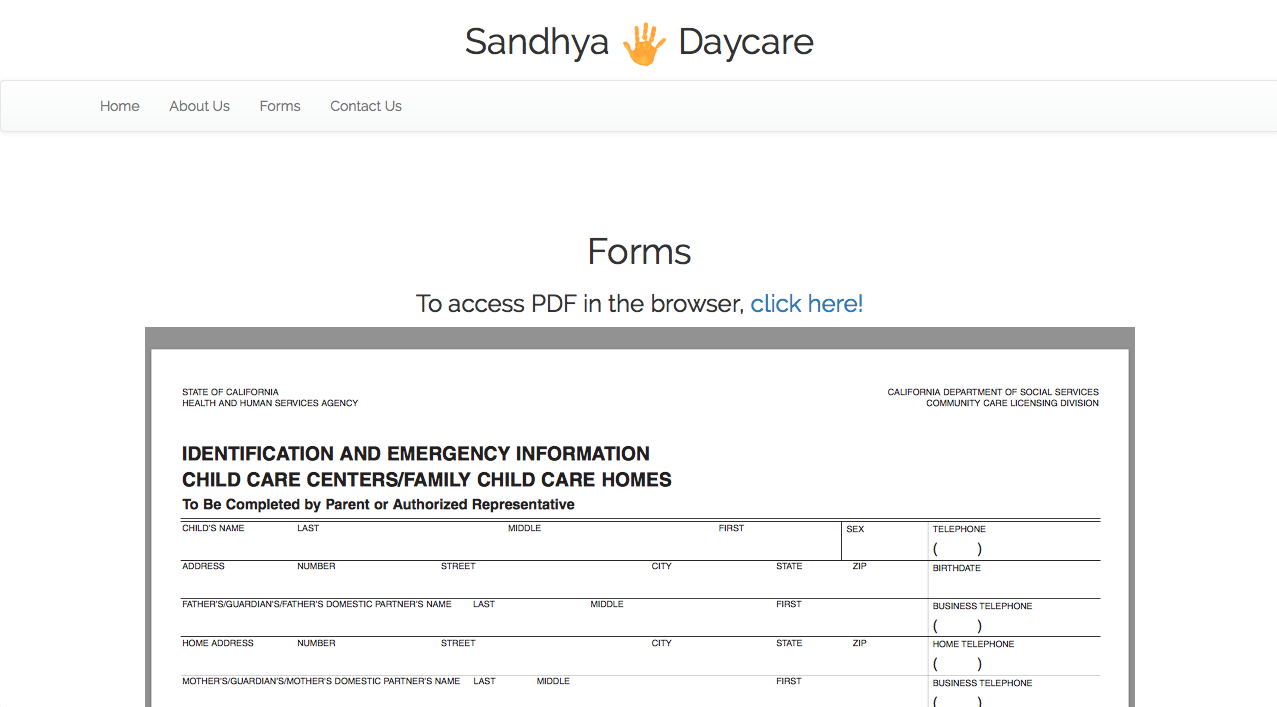 Sandhya Daycare
Home About Us Forms Contact Us
Forms
To access PDF in the browser, click here!
STATE OF CALIFORNIA CALIFORNIA DEPARTMENT OF SOCIAL SERVICES
HEALTH AND HUMAN SERVICES AGENCY COMMUNITY CARE LICENSING DIVISION
IDENTIFICATION AND EMERGENCY INFORMATION
CHILD CARE CENTERS/FAMILY CHILD CARE HOMES
To Be Completed by Parent or Authorized Representative
CHILD'S NAME LAST MIDDLE FIRST SEX TELEPHONE
( )
ADDRESS NUMBER STREET CITY STATE ZIP BIRTHDATE
FATHER'S/GUARDIAN'S/FATHER'S DOMESTIC PARTNER'S NAME LAST MIDDLE FIRST BUSINESS TELEPHONE
( )
HOME ADDRESS NUMBER STREET CITY STATE ZIP HOME TELEPHONE
( )
MOTHER'S/GUARDIAN'S/MOTHER'S DOMESTIC PARTNER'S NAME LAST MIDDLE FIRST BUSINESS TELEPHONE
( )